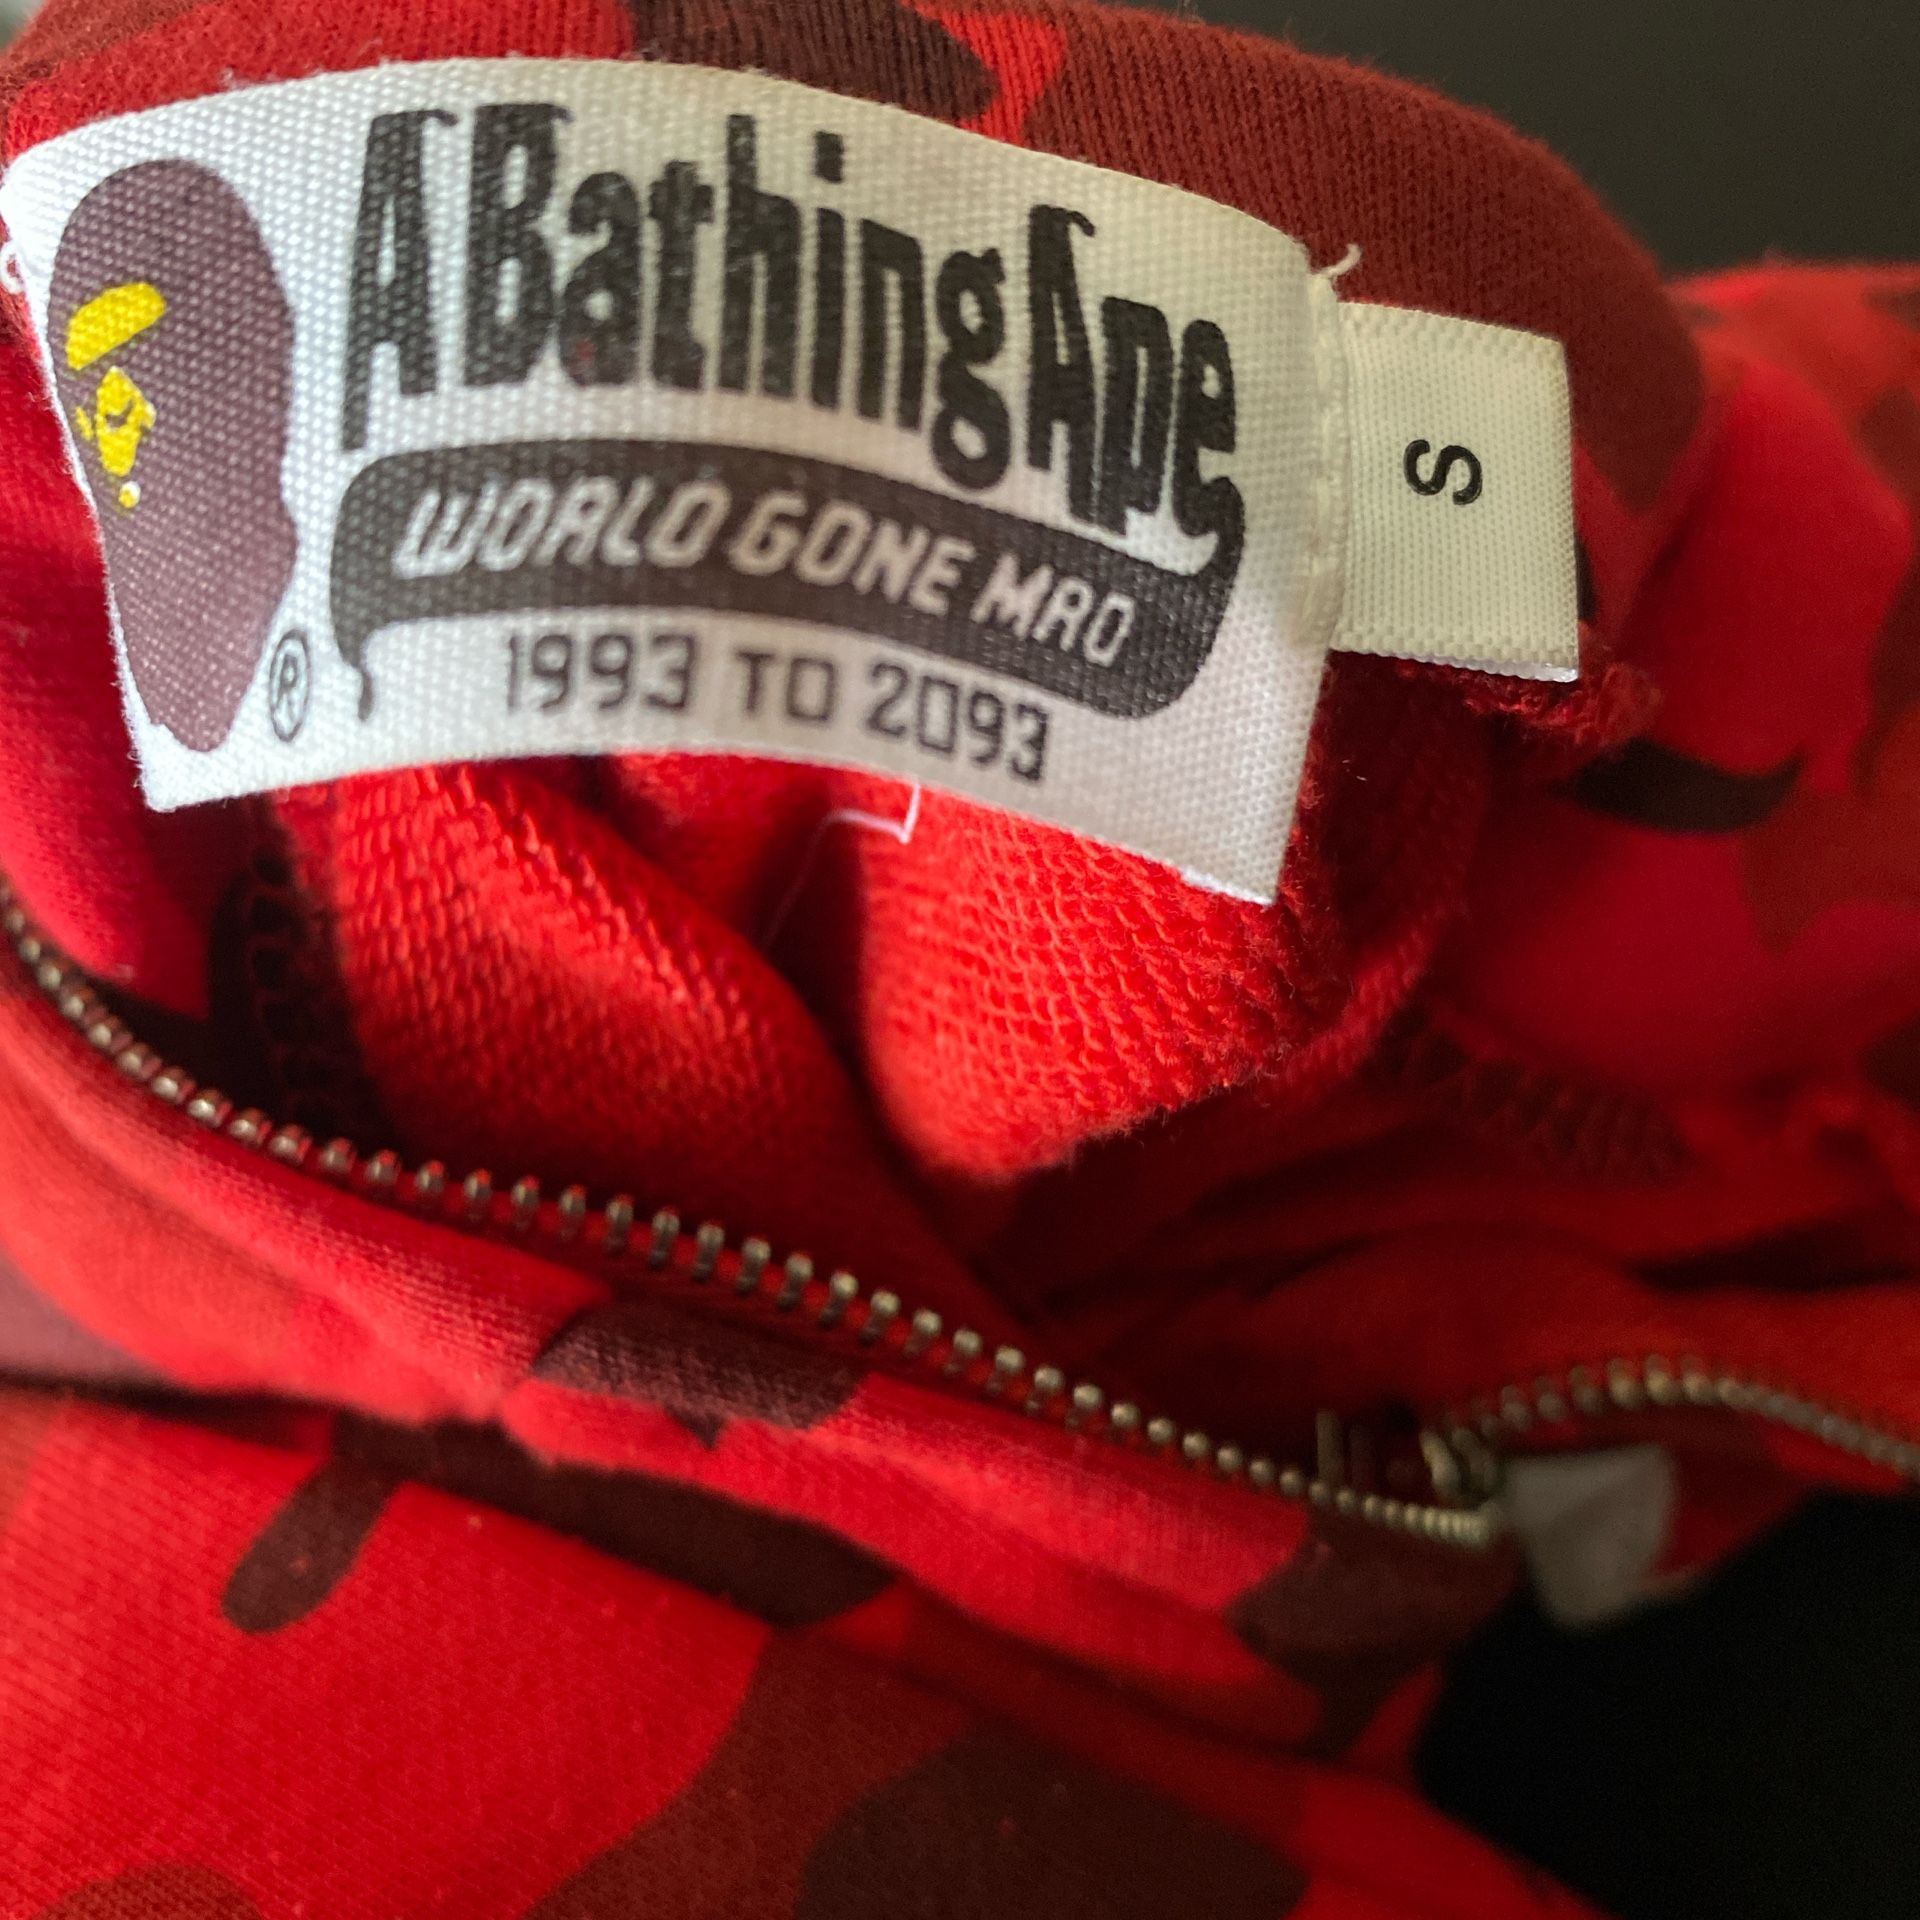 A Bathing Ape
WORLD GONE MAD
1993 TO 2093
®
S